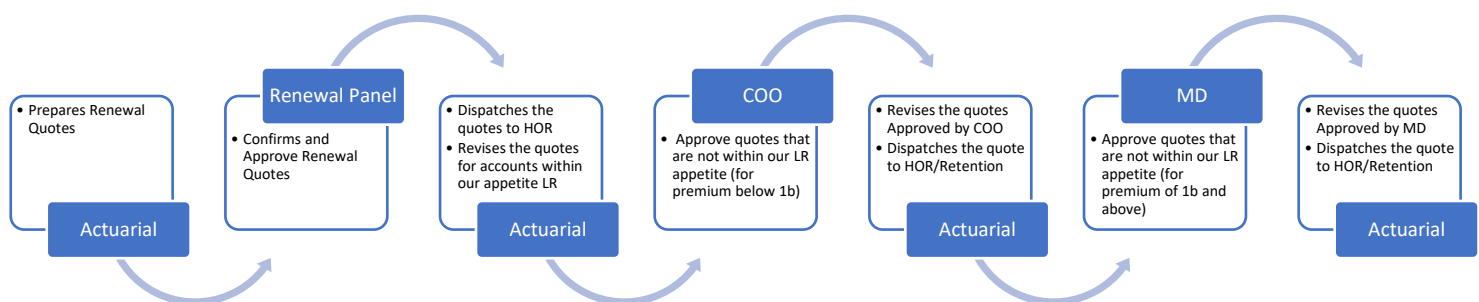 • Prepares Renewal
Quotes
Actuarial
Renewal Panel
• Confirms and
Approve Renewal
Quotes
• Dispatches the
quotes to HOR
• Revises the quotes
for accounts within
our appetite LR
Actuarial
COO
• Approve quotes that
are not within our LR
appetite (for
premium below 1b)
• Revises the quotes
Approved by COO
• Dispatches the quote
to HOR/Retention
Actuarial
MD
• Approve quotes that
are not within our LR
appetite (for
premium of 1b and
above)
• Revises the quotes
Approved by MD
• Dispatches the quote
to HOR/Retention
Actuarial